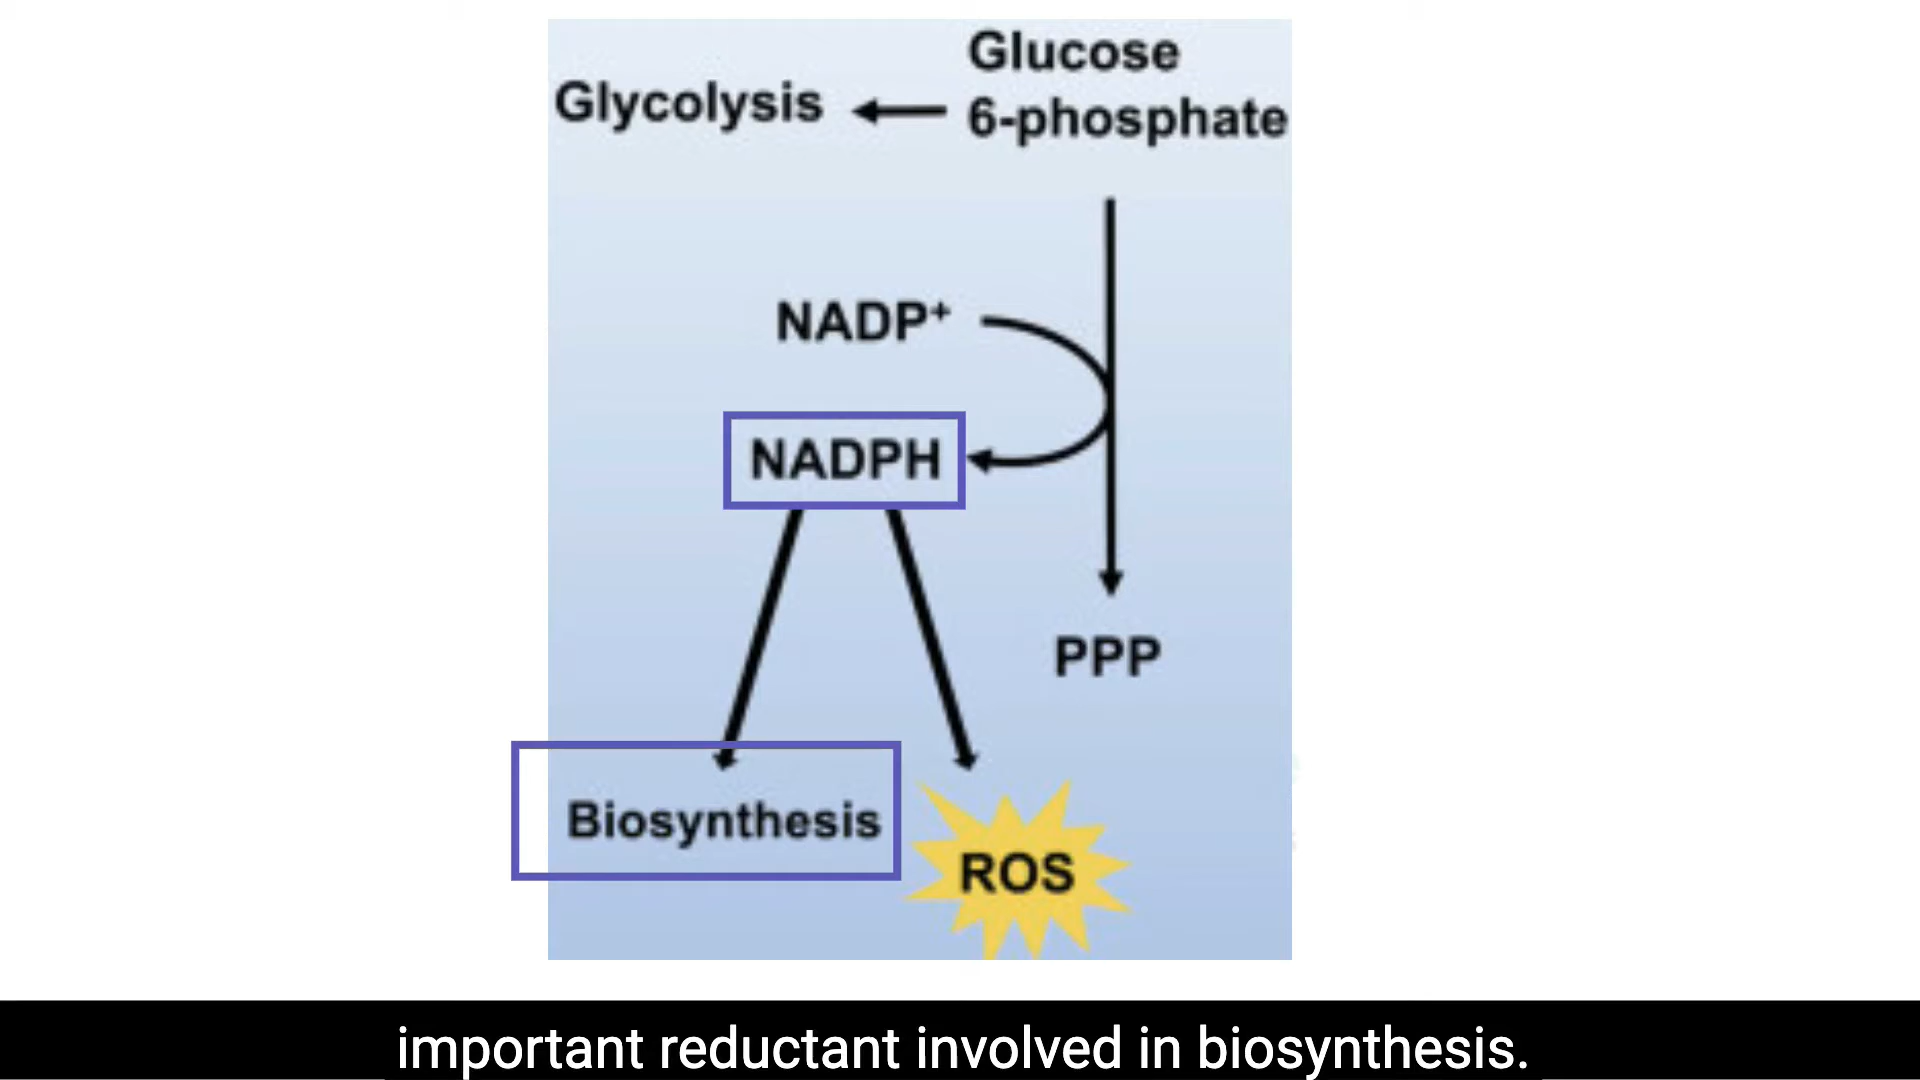 Glucose
6-phosphate
Glycolysis
NADP⁺
NADPH
PPP
Biosynthesis
ROS
important reductant involved in biosynthesis.